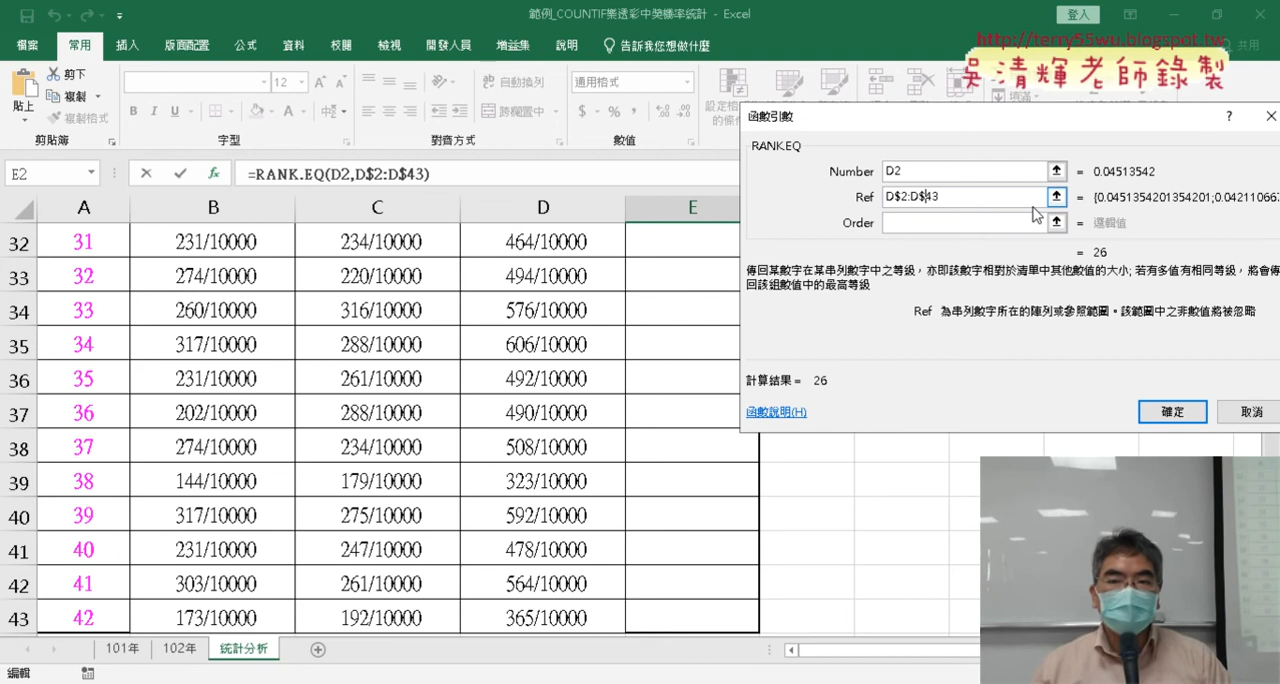 範例_COUNTIF樂透彩中獎機率統計 - Excel
登入
檔案 常用 插入 版面配置 公式 資料 校閱 檢視 開發人員 增益集 說明 告訴我您想做什麼 共用
http://terry55wu.blogspot.tw
吳清輝老師錄製
貼上 剪下 複製 複製格式
12 A A 自動換列 通用格式
B I U A 跨欄置中 $ % , 設定格 的條件
剪貼簿 字型 對齊方式 數值 填滿
E2 fx =RANK.EQ(D2,D$2:D$43)
函數引數 ? ×
RANK.EQ
Number D2 = 0.04513542
Ref D$2:D$43 = {0.0451354201354201;0.042110667
Order = 邏輯值
= 26
傳回某數字在某串列數字中之等級，亦即該數字相對於清單中其他數值的大小; 若有多值有相同等級，將會傳
回該組數值中的最高等級
Ref 為串列數字所在的陣列或參照範圍。該範圍中之非數值將被忽略
計算結果 = 26
函數說明(H) 確定 取消
A B C D E
32 31 231/10000 234/10000 464/10000
33 32 274/10000 220/10000 494/10000
34 33 260/10000 316/10000 576/10000
35 34 317/10000 288/10000 606/10000
36 35 231/10000 261/10000 492/10000
37 36 202/10000 288/10000 490/10000
38 37 274/10000 234/10000 508/10000
39 38 144/10000 179/10000 323/10000
40 39 317/10000 275/10000 592/10000
41 40 231/10000 247/10000 478/10000
42 41 303/10000 261/10000 564/10000
43 42 173/10000 192/10000 365/10000
101年 102年 統計分析
編輯